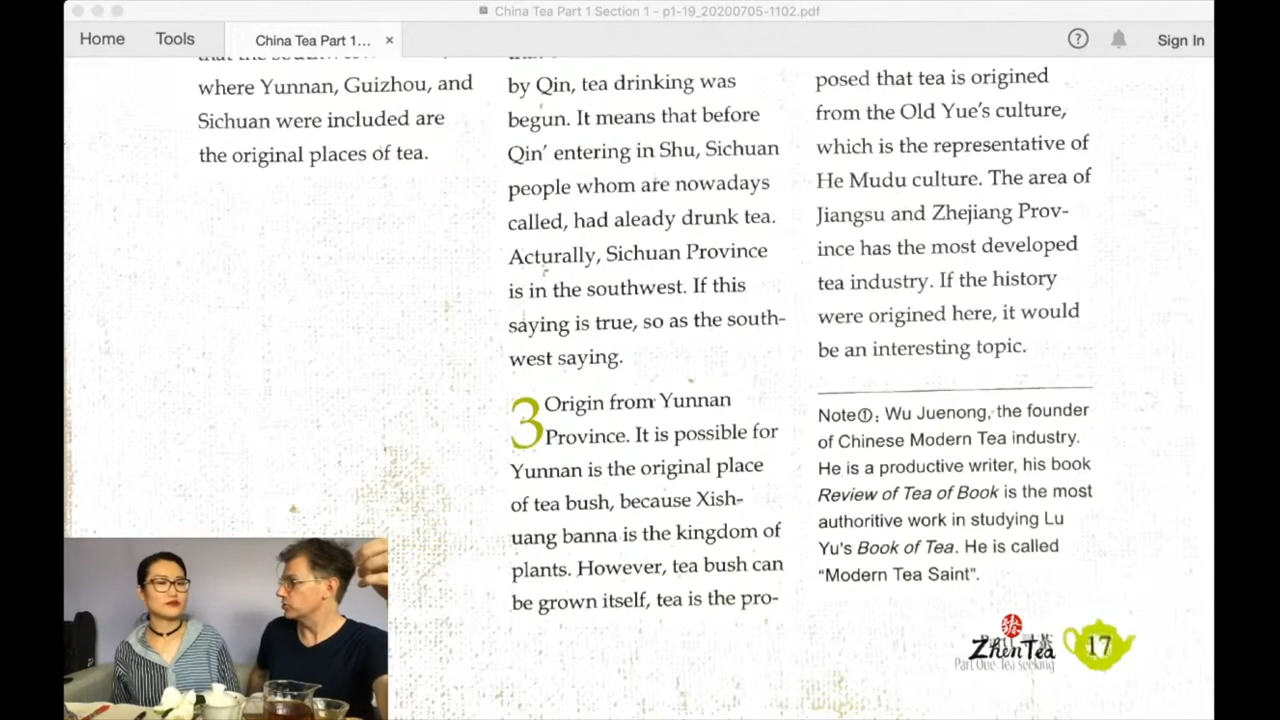 China Tea Part 1 Section 1 - p1-19_20200705-1102.pdf
Home
Tools
China Tea Part 1...
×
?
Sign In
where Yunnan, Guizhou, and
Sichuan were included are
the original places of tea.
by Qin, tea drinking was
begun. It means that before
Qin' entering in Shu, Sichuan
people whom are nowadays
called, had aleady drunk tea.
Acturally, Sichuan Province
is in the southwest. If this
saying is true, so as the south-
west saying.
3 Origin from Yunnan
Province. It is possible for
Yunnan is the original place
of tea bush, because Xish-
uang banna is the kingdom of
plants. However, tea bush can
be grown itself, tea is the pro-
posed that tea is origined
from the Old Yue's culture,
which is the representative of
He Mudu culture. The area of
Jiangsu and Zhejiang Prov-
ince has the most developed
tea industry. If the history
were origined here, it would
be an interesting topic.
Note①: Wu Juenong, the founder
of Chinese Modern Tea industry.
He is a productive writer, his book
Review of Tea of Book is the most
authoritive work in studying Lu
Yu's Book of Tea. He is called
"Modern Tea Saint".
Zhen Tea
Part One Tea seeking
17